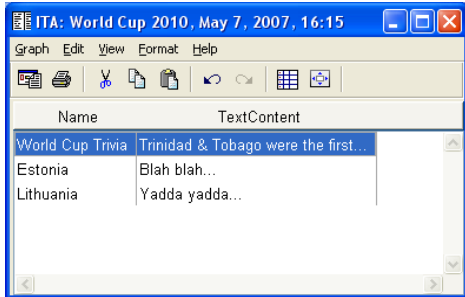 ITA: World Cup 2010, May 7, 2007, 16:15
Graph Edit View Format Help
Name TextContent
World Cup Trivia Trinidad & Tobago were the first...
Estonia Blah blah...
Lithuania Yadda yadda...